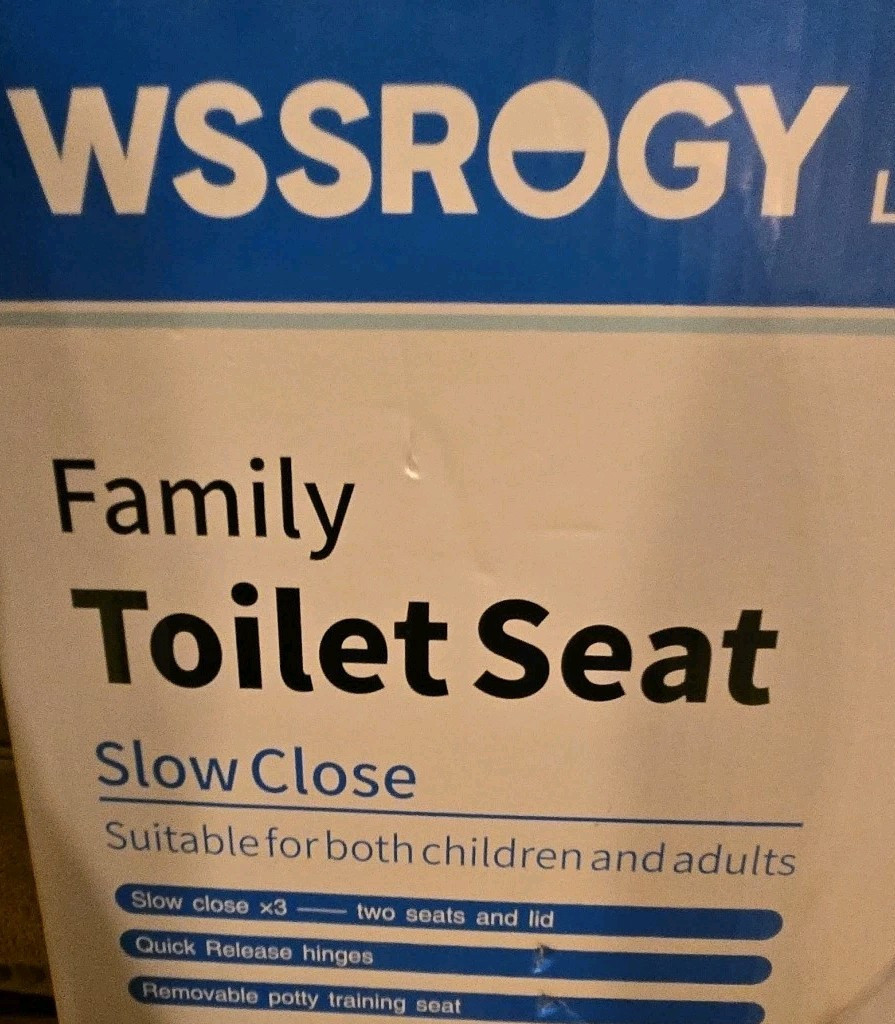 WSSROGY
Family
Toilet Seat
Slow Close
Suitable for both children and adults
Slow close x3 —— two seats and lid
Quick Release hinges
Removable potty training seat